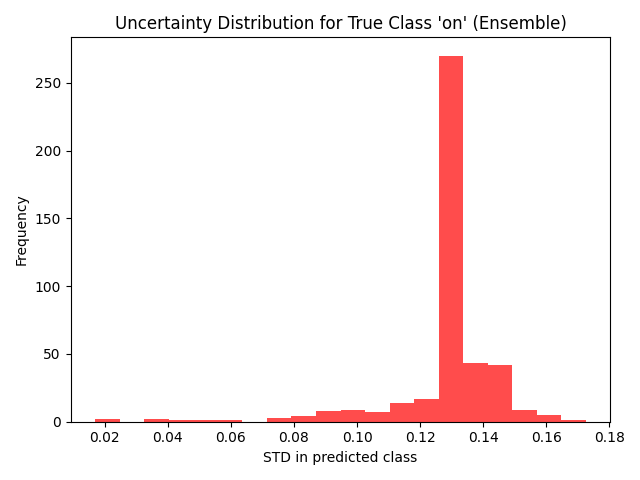 Uncertainty Distribution for True Class 'on' (Ensemble)
Frequency
250
200
150
100
50
0
0.02 0.04 0.06 0.08 0.10 0.12 0.14 0.16 0.18
STD in predicted class